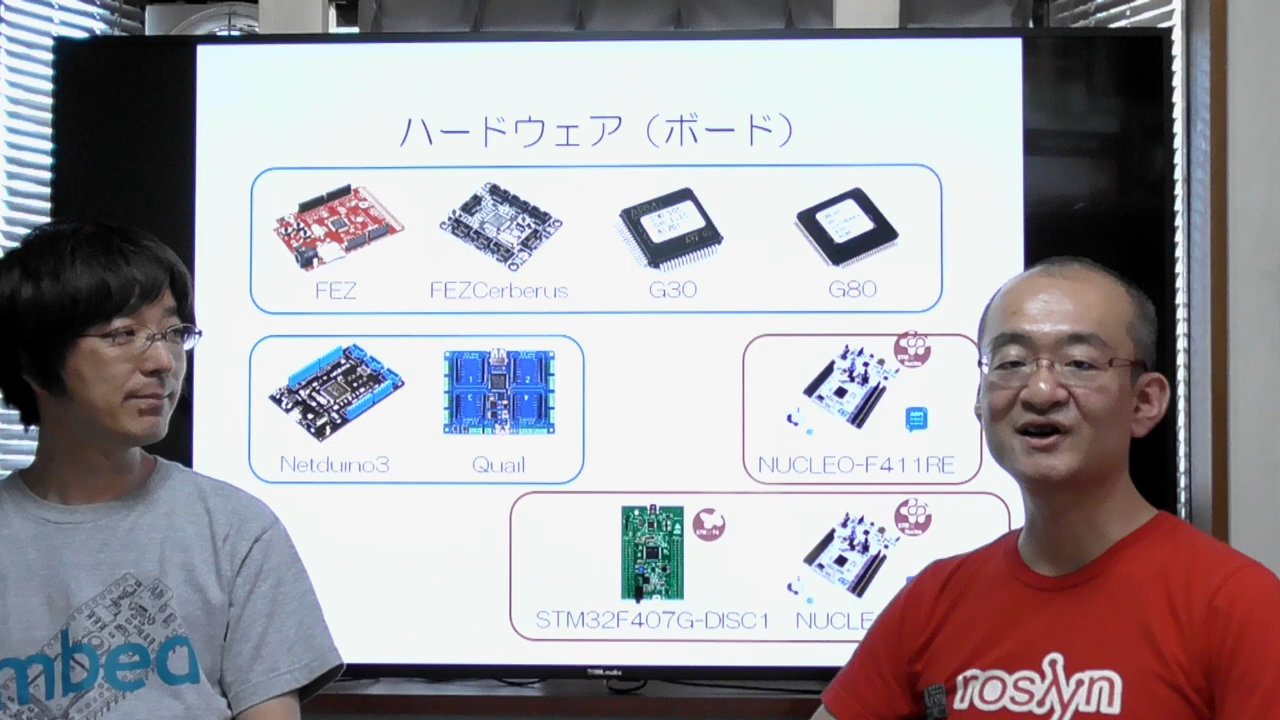 ハードウェア（ボード）
FEZ
FEZCerberus
G30
G80
Netduino3
Quail
NUCLEO-F411RE
STM32F407G-DISC1
NUCLE
mbed
roslyn